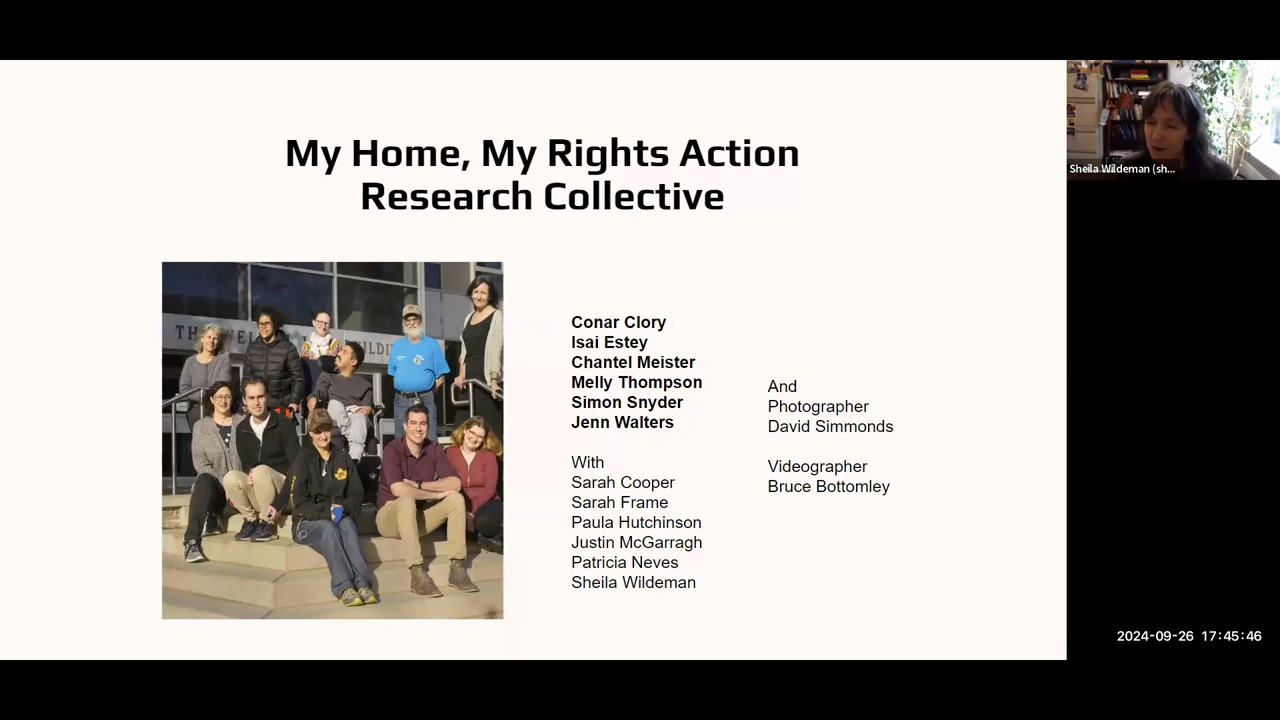 My Home, My Rights Action
Research Collective
Conar Clory
Isai Estey
Chantel Meister
Melly Thompson
Simon Snyder
Jenn Walters
With
Sarah Cooper
Sarah Frame
Paula Hutchinson
Justin McGarragh
Patricia Neves
Sheila Wildeman
And
Photographer
David Simmonds
Videographer
Bruce Bottomley
Sheila Wildeman (sh...
2024-09-26 17:45:46